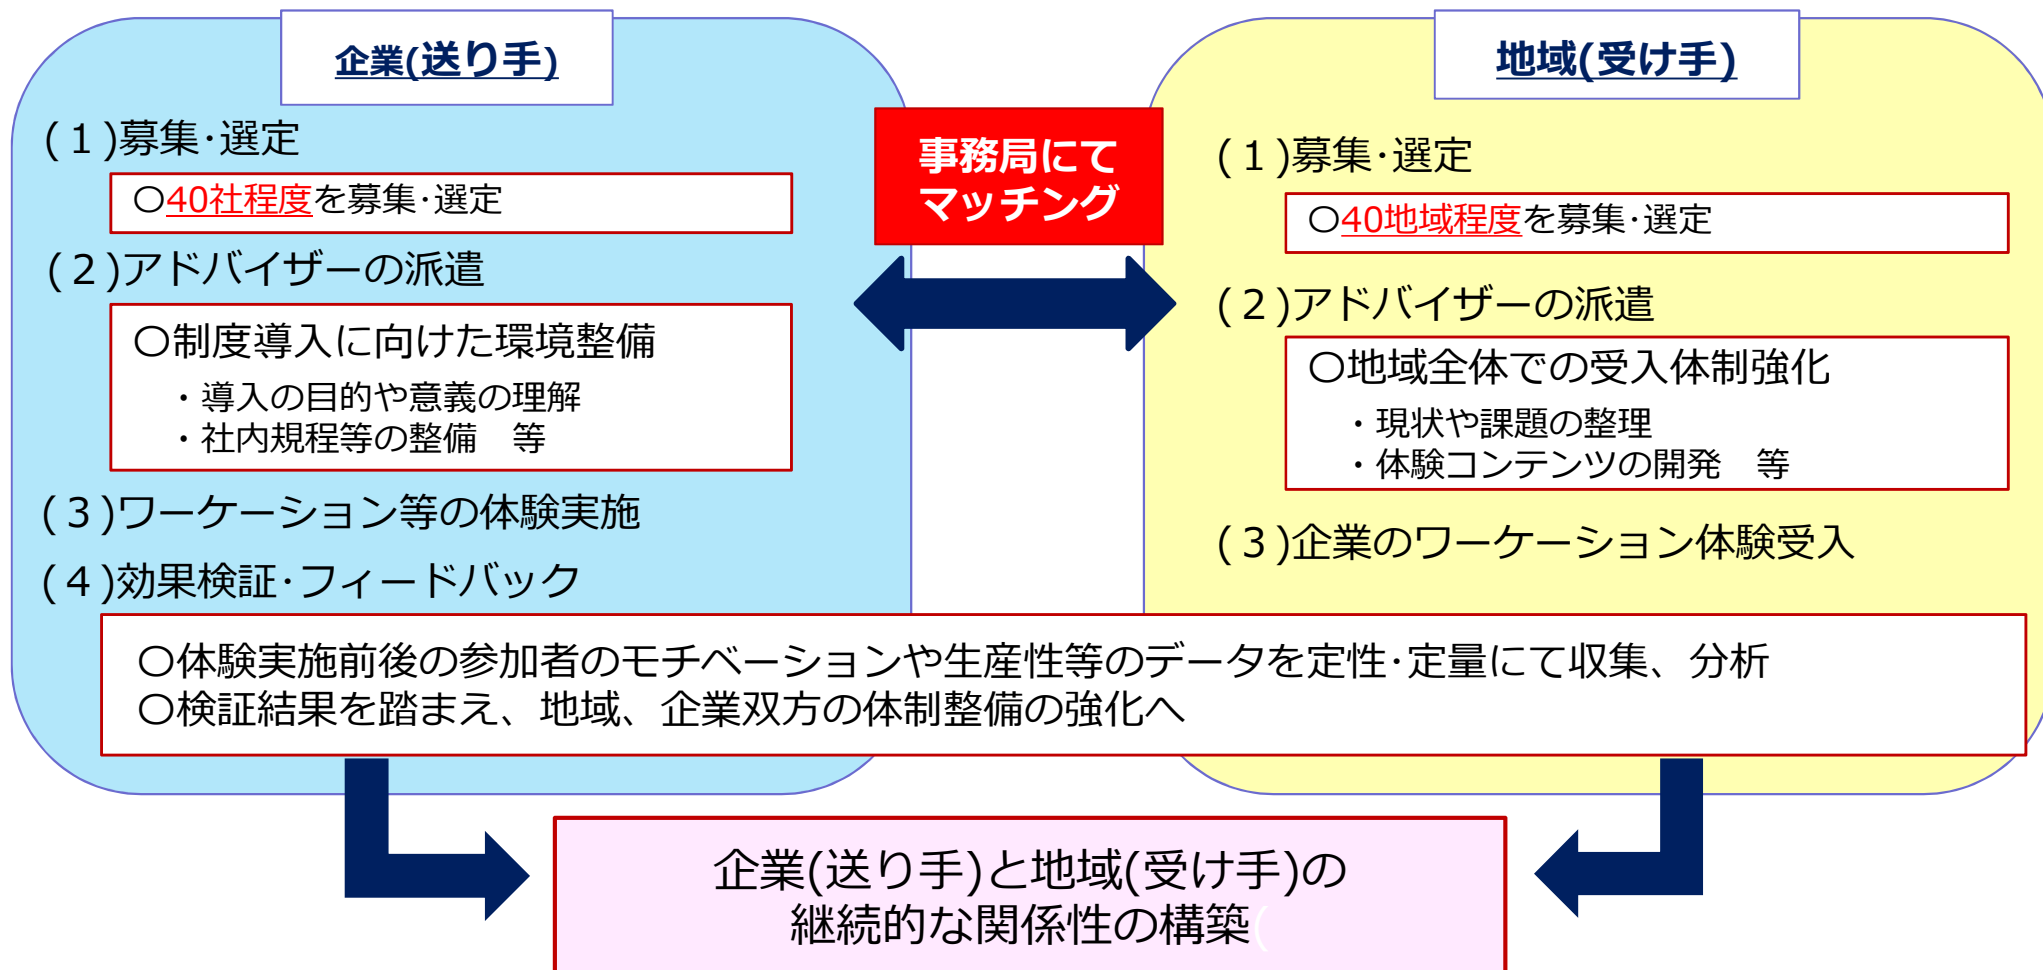 企業(送り手)
(１)募集･選定
〇40社程度を募集･選定
(２)アドバイザーの派遣
〇制度導入に向けた環境整備
・導入の目的や意義の理解
・社内規程等の整備　等
(３)ワーケーション等の体験実施
(４)効果検証･フィードバック
事務局にて
マッチング
地域(受け手)
(１)募集･選定
〇40地域程度を募集･選定
(２)アドバイザーの派遣
〇地域全体での受入体制強化
・現状や課題の整理
・体験コンテンツの開発　等
(３)企業のワーケーション体験受入
〇体験実施前後の参加者のモチベーションや生産性等のデータを定性･定量にて収集、分析
〇検証結果を踏まえ、地域、企業双方の体制整備の強化へ
企業(送り手)と地域(受け手)の
継続的な関係性の構築(